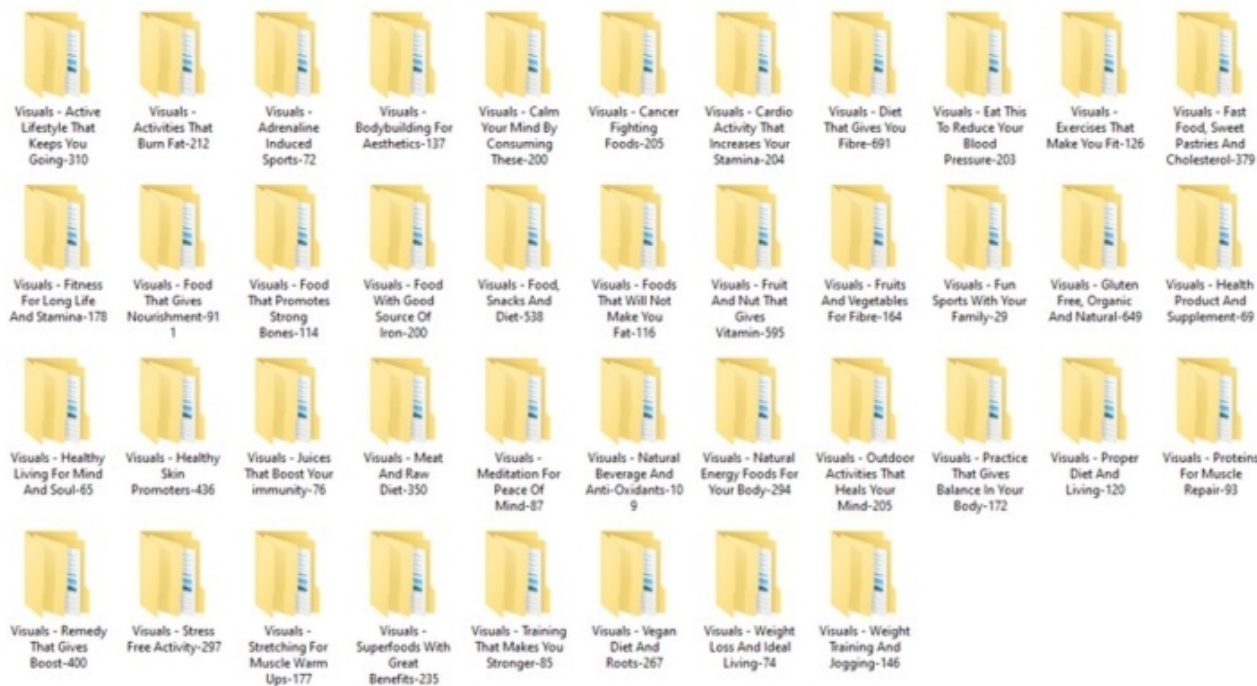 Visuals - Active
Lifestyle That
Keeps You
Going-310
Visuals -
Activities That
Burn Fat-212
Visuals -
Adrenaline
Induced
Sports-72
Visuals -
Bodybuilding For
Aesthetics-137
Visuals - Calm
Your Mind By
Consuming
These-200
Visuals - Cancer
Fighting
Foods-205
Visuals - Cardio
Activity That
Increases Your
Stamina-204
Visuals - Diet
That Gives You
Fibre-691
Visuals - Eat This
To Reduce Your
Blood
Pressure-203
Visuals -
Exercises That
Make You Fit-126
Visuals - Fast
Food, Sweet
Pastries And
Cholesterol-379
Visuals - Fitness
For Long Life
And Stamina-178
Visuals - Food
That Gives
Nourishment-91
1
Visuals - Food
That Promotes
Strong
Bones-114
Visuals - Food
With Good
Source Of
Iron-200
Visuals - Food,
Snacks And
Diet-538
Visuals - Foods
That Will Not
Make You
Fat-116
Visuals - Fruit
And Nut That
Gives
Vitamin-595
Visuals - Fruits
And Vegetables
For Fibre-164
Visuals - Fun
Sports With Your
Family-29
Visuals - Gluten
Free, Organic
And Natural-649
Visuals - Health
Product And
Supplement-69
Visuals - Healthy
Living For Mind
And Soul-65
Visuals - Healthy
Skin
Promoters-436
Visuals - Juices
That Boost Your
immunity-76
Visuals - Meat
And Raw
Diet-350
Visuals -
Meditation For
Peace Of
Mind-87
Visuals - Natural
Beverage And
Anti-Oxidants-10
9
Visuals - Natural
Energy Foods For
Your Body-294
Visuals - Outdoor
Activities That
Heals Your
Mind-205
Visuals - Practice
That Gives
Balance In Your
Body-172
Visuals - Proper
Diet And
Living-120
Visuals - Proteins
For Muscle
Repair-93
Visuals - Remedy
That Gives
Boost-400
Visuals - Stress
Free Activity-297
Visuals -
Stretching For
Muscle Warm
Ups-177
Visuals -
Superfoods With
Great
Benefits-235
Visuals - Training
That Makes You
Stronger-85
Visuals - Vegan
Diet And
Roots-267
Visuals - Weight
Loss And Ideal
Living-74
Visuals - Weight
Training And
Jogging-146